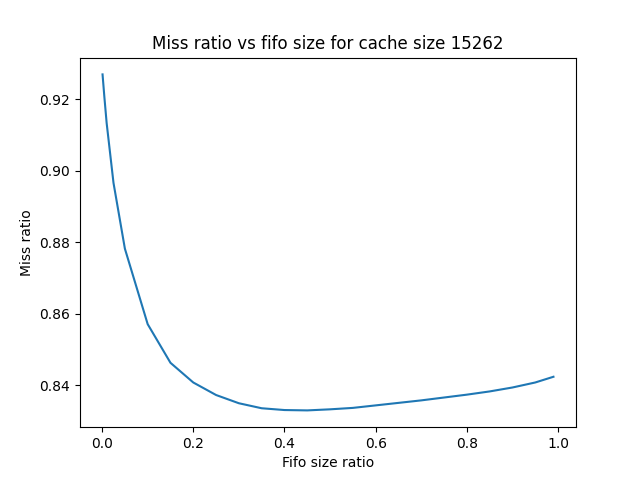 Miss ratio vs fifo size for cache size 15262
0.92
0.90
0.88
0.86
0.84
Miss ratio
0.0 0.2 0.4 0.6 0.8 1.0
Fifo size ratio